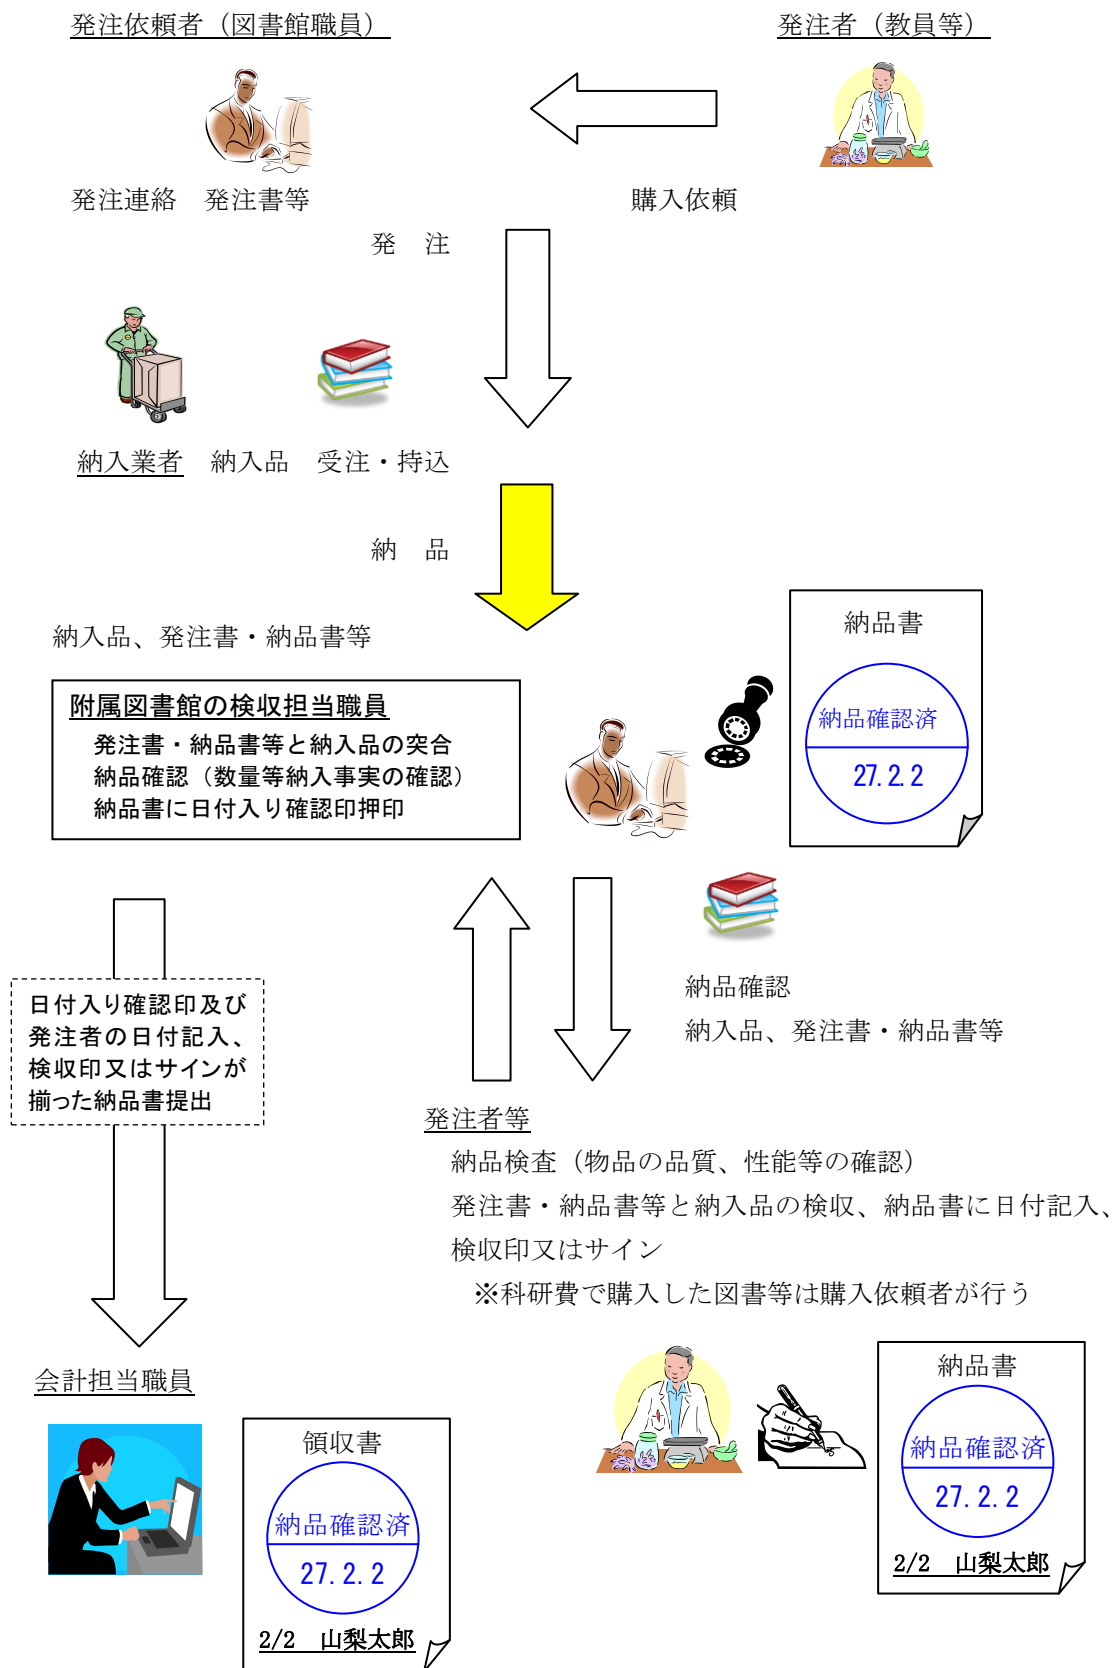 発注依頼者（図書館職員）
発注者（教員等）
発注連絡　発注書等
購入依頼
発　注
納入業者　納入品　受注・持込
納　品
納入品、発注書・納品書等
附属図書館の検収担当職員
発注書・納品書等と納入品の突合
納品確認（数量等納入事実の確認）
納品書に日付入り確認印押印
納品書
納品確認済
27.2.2
日付入り確認印及び
発注者の日付記入、
検収印又はサインが
揃った納品書提出
納品確認
納入品、発注書・納品書等
発注者等
納品検査（物品の品質、性能等の確認）
発注書・納品書等と納入品の検収、納品書に日付記入、
検収印又はサイン
※科研費で購入した図書等は購入依頼者が行う
会計担当職員
領収書
納品確認済
27.2.2
2/2　山梨太郎
納品書
納品確認済
27.2.2
2/2　山梨太郎